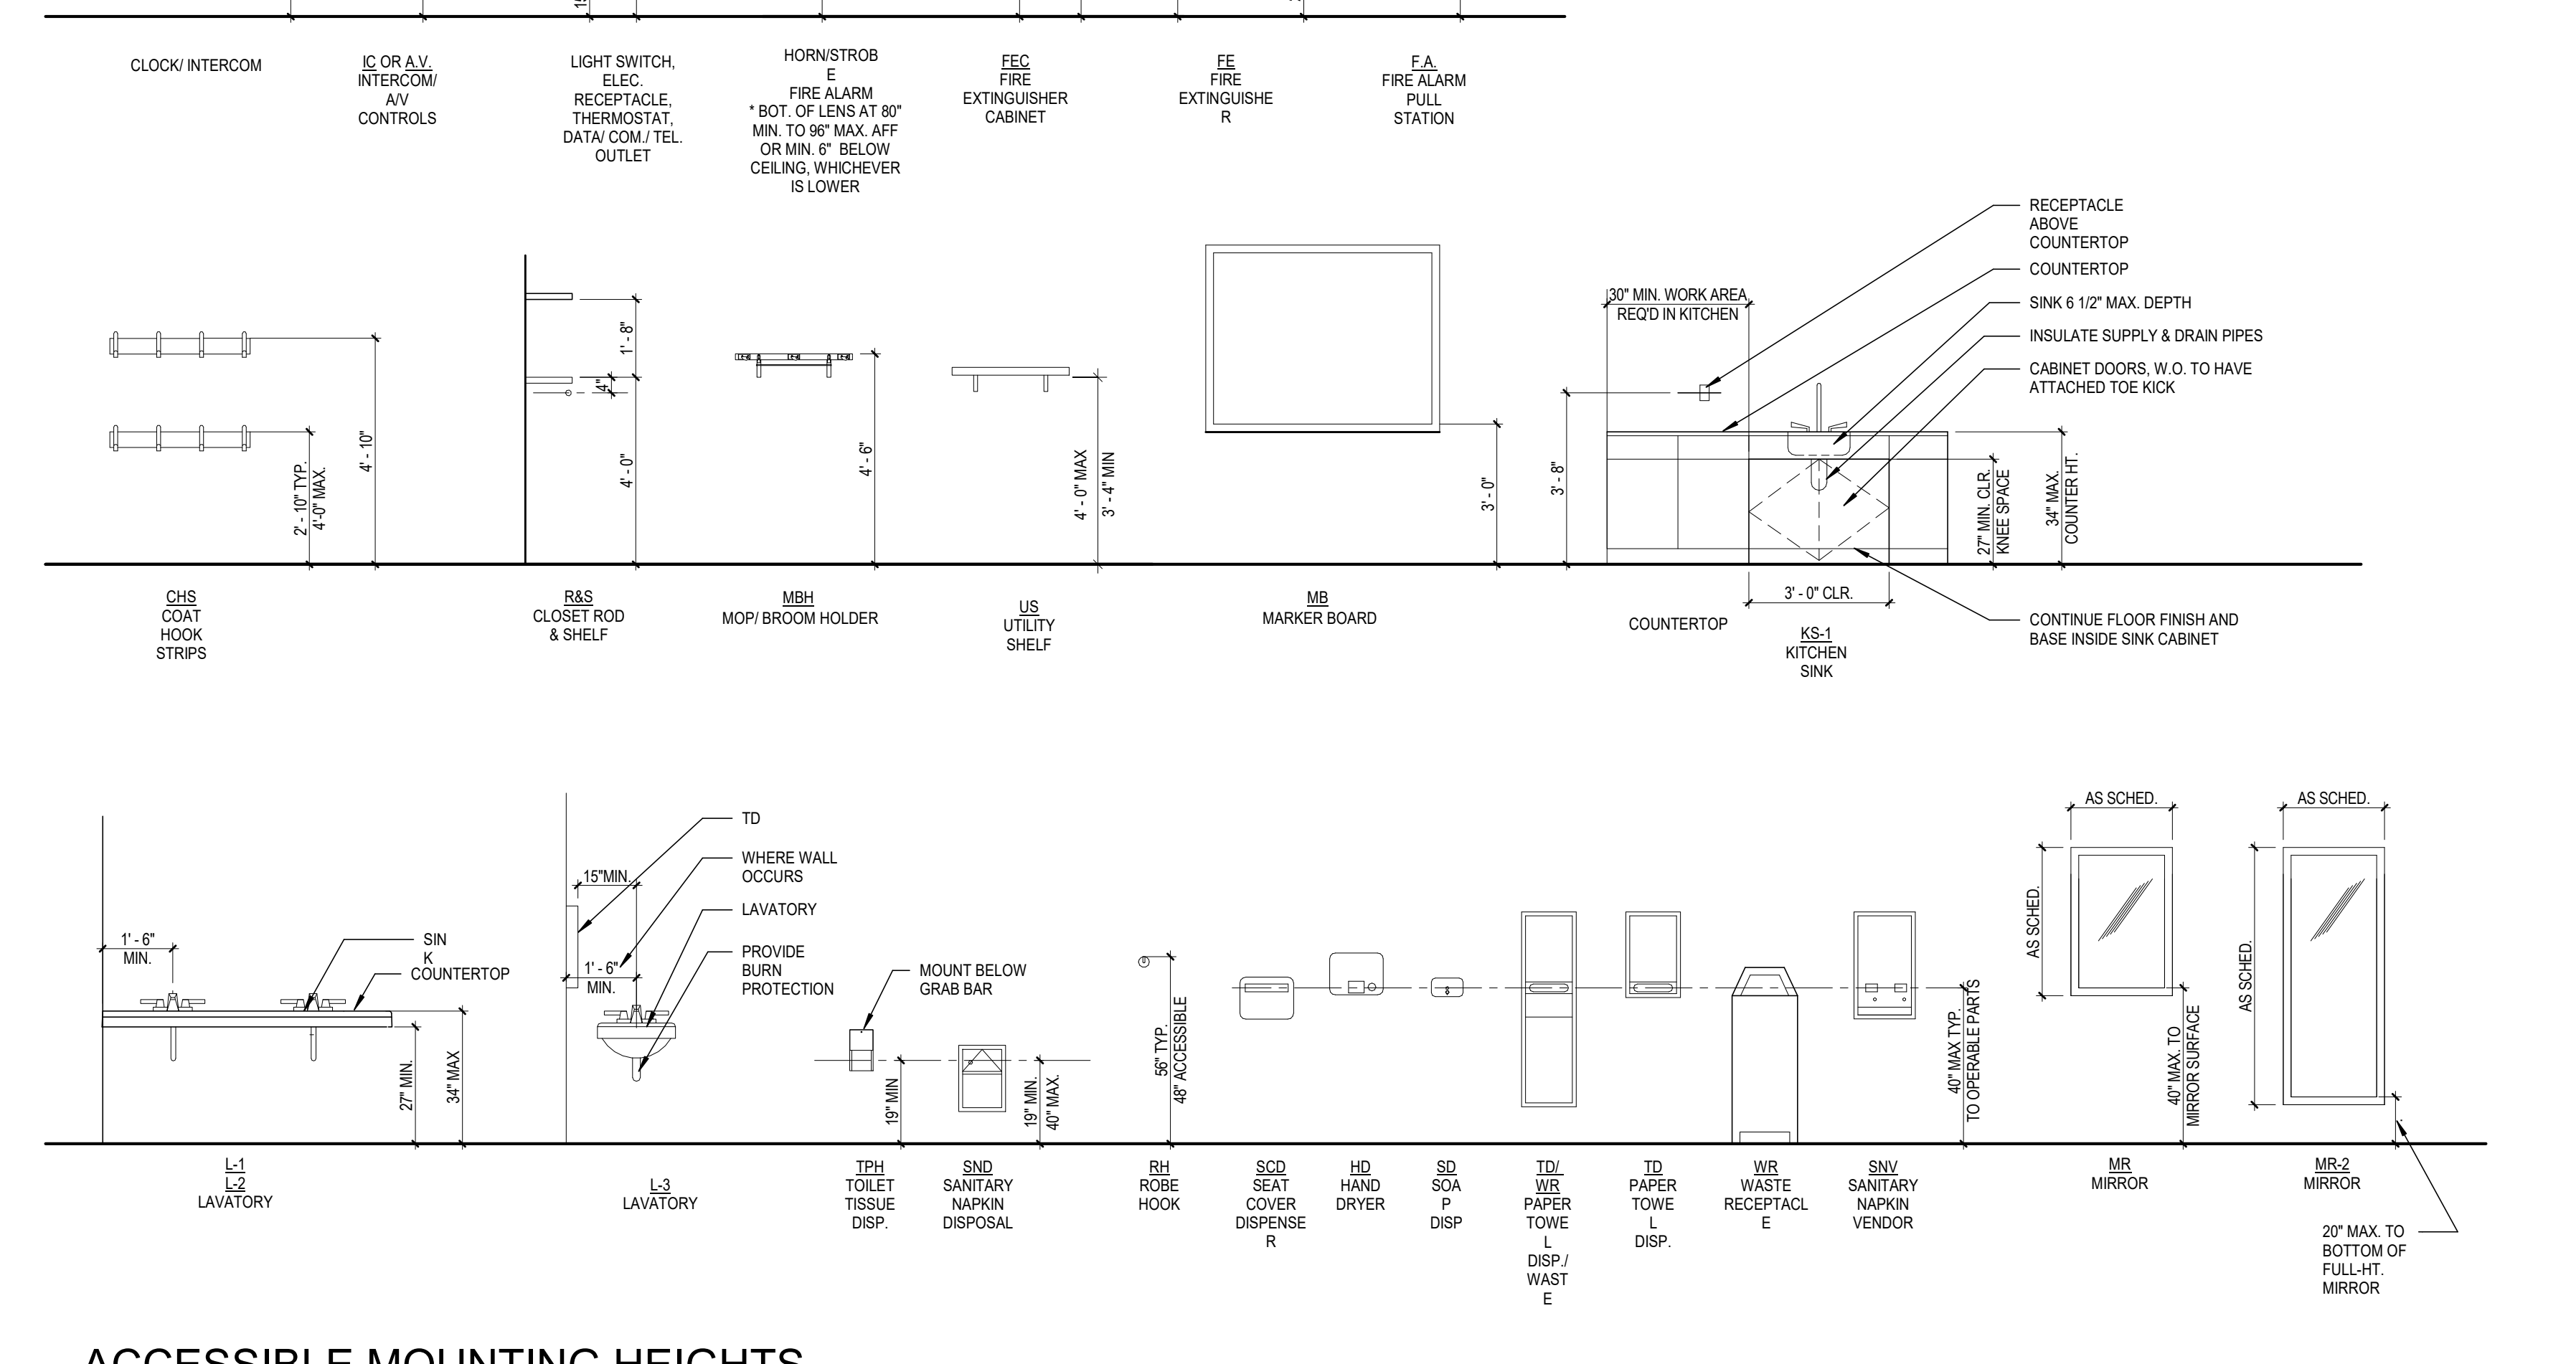 15
CLOCK/ INTERCOM
IC OR A.V.
INTERCOM/
A/V
CONTROLS
LIGHT SWITCH,
ELEC.
RECEPTACLE,
THERMOSTAT,
DATA/ COM./ TEL.
OUTLET
HORN/STROB
E
FIRE ALARM
* BOT. OF LENS AT 80"
MIN. TO 96" MAX. AFF
OR MIN. 6" BELOW
CEILING, WHICHEVER
IS LOWER
FEC
FIRE
EXTINGUISHER
CABINET
FE
FIRE
EXTINGUISHE
R
F.A.
FIRE ALARM
PULL
STATION
2' - 10" TYP.
4'-0" MAX.
4' - 10"
1' - 8"
4"
4' - 0"
4' - 6"
4' - 0" MAX
3' - 4" MIN
3' - 0"
3' - 8"
30" MIN. WORK AREA
REQ'D IN KITCHEN
RECEPTACLE
ABOVE
COUNTERTOP
COUNTERTOP
SINK 6 1/2" MAX. DEPTH
INSULATE SUPPLY & DRAIN PIPES
CABINET DOORS, W.O. TO HAVE
ATTACHED TOE KICK
27" MIN. CLR.
KNEE SPACE
34" MAX.
COUNTER HT.
3' - 0" CLR.
CONTINUE FLOOR FINISH AND
BASE INSIDE SINK CABINET
CHS
COAT
HOOK
STRIPS
R&S
CLOSET ROD
& SHELF
MBH
MOP/ BROOM HOLDER
US
UTILITY
SHELF
MB
MARKER BOARD
COUNTERTOP
KS-1
KITCHEN
SINK
1' - 6"
MIN.
SIN
K
COUNTERTOP
27" MIN.
34" MAX
TD
WHERE WALL
OCCURS
15"MIN.
LAVATORY
PROVIDE
BURN
PROTECTION
1' - 6"
MIN.
MOUNT BELOW
GRAB BAR
19" MIN
19" MIN.
40" MAX.
56" TYP.
48" ACCESSIBLE
40" MAX TYP.
TO OPERABLE PARTS
AS SCHED.
AS SCHED.
40" MAX. TO
MIRROR SURFACE
AS SCHED.
AS SCHED.
L-1
L-2
LAVATORY
L-3
LAVATORY
TPH
TOILET
TISSUE
DISP.
SND
SANITARY
NAPKIN
DISPOSAL
RH
ROBE
HOOK
SCD
SEAT
COVER
DISPENSE
R
HD
HAND
DRYER
SD
SOA
P
DISP
TD/
WR
PAPER
TOWE
L
DISP./
WAST
E
TD
PAPER
TOWE
L
DISP.
WR
WASTE
RECEPTACL
E
SNV
SANITARY
NAPKIN
VENDOR
MR
MIRROR
MR-2
MIRROR
20" MAX. TO
BOTTOM OF
FULL-HT.
MIRROR
ACCESSIBLE MOUNTING HEIGHTS